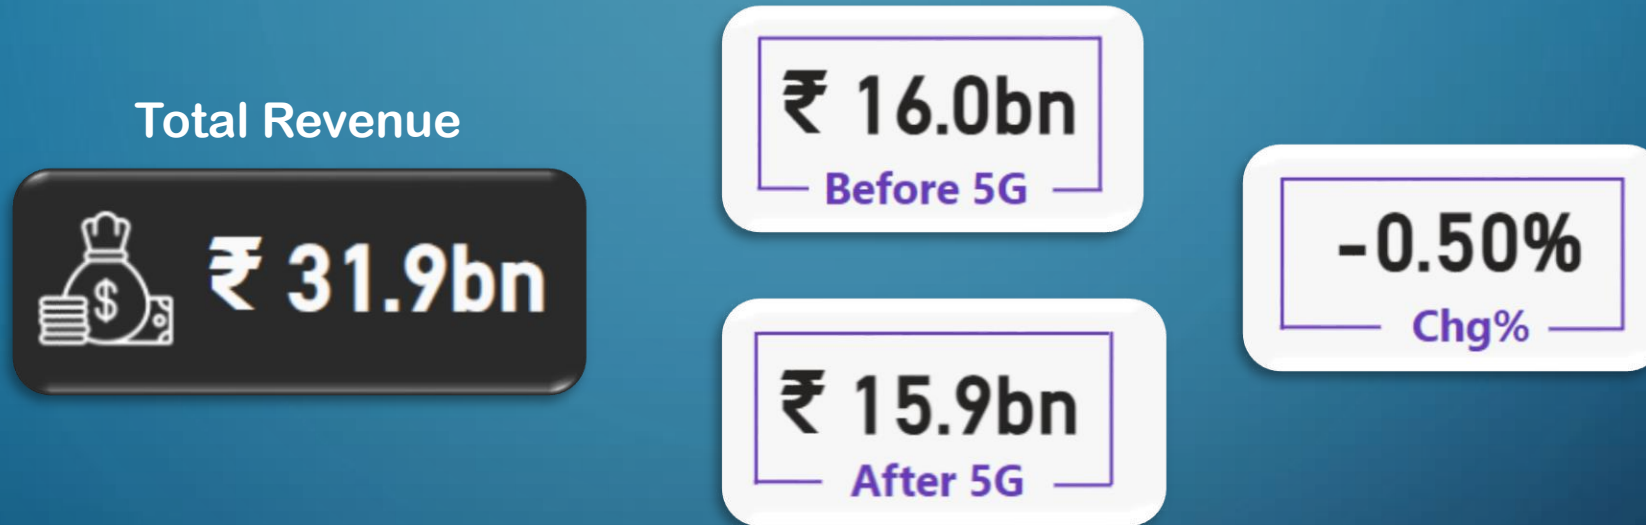 Total Revenue
$
₹ 31.9bn
₹ 16.0bn
Before 5G
₹ 15.9bn
After 5G
-0.50%
Chg%